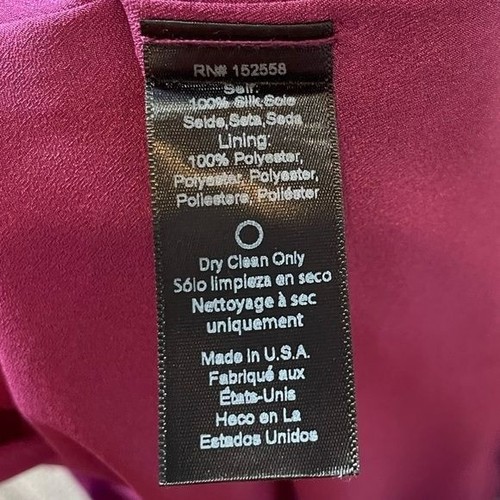 RN# 152558
Self:
100% Silk,Soie
Seide,Seta,Seda
Lining:
100% Polyester,
Polyester, Polyester,
Poliestere, Poliéster
Dry Clean Only
Sólo limpieza en seco
Nettoyage à sec
uniquement
Made in U.S.A.
Fabriqué aux
États-Unis
Heco en La
Estados Unidos